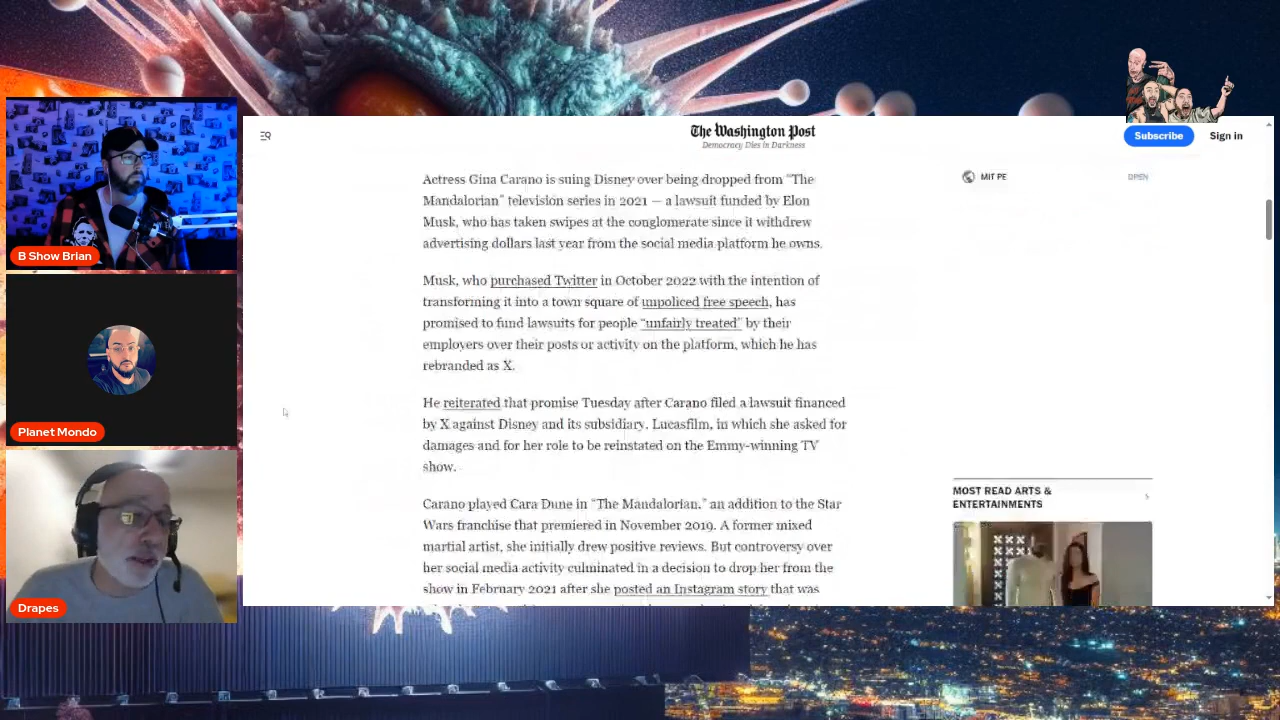 The Washington Post
Democracy Dies in Darkness
Subscribe
Sign in
Actress Gina Carano is suing Disney over being dropped from “The
Mandalorian” television series in 2021 — a lawsuit funded by Elon
Musk, who has taken swipes at the conglomerate since it withdrew
advertising dollars last year from the social media platform he owns.
Musk, who purchased Twitter in October 2022 with the intention of
transforming it into a town square of unpoliced free speech, has
promised to fund lawsuits for people “unfairly treated” by their
employers over their posts or activity on the platform, which he has
rebranded as X.
He reiterated that promise Tuesday after Carano filed a lawsuit financed
by X against Disney and its subsidiary, Lucasfilm, in which she asked for
damages and for her role to be reinstated on the Emmy-winning TV
show.
Carano played Cara Dune in “The Mandalorian,” an addition to the Star
Wars franchise that premiered in November 2019. A former mixed
martial artist, she initially drew positive reviews. But controversy over
her social media activity culminated in a decision to drop her from the
show in February 2021 after she posted an Instagram story that was
MIT PE
OPEN
MOST READ ARTS &
ENTERTAINMENTS
B Show Brian
Planet Mondo
Drapes